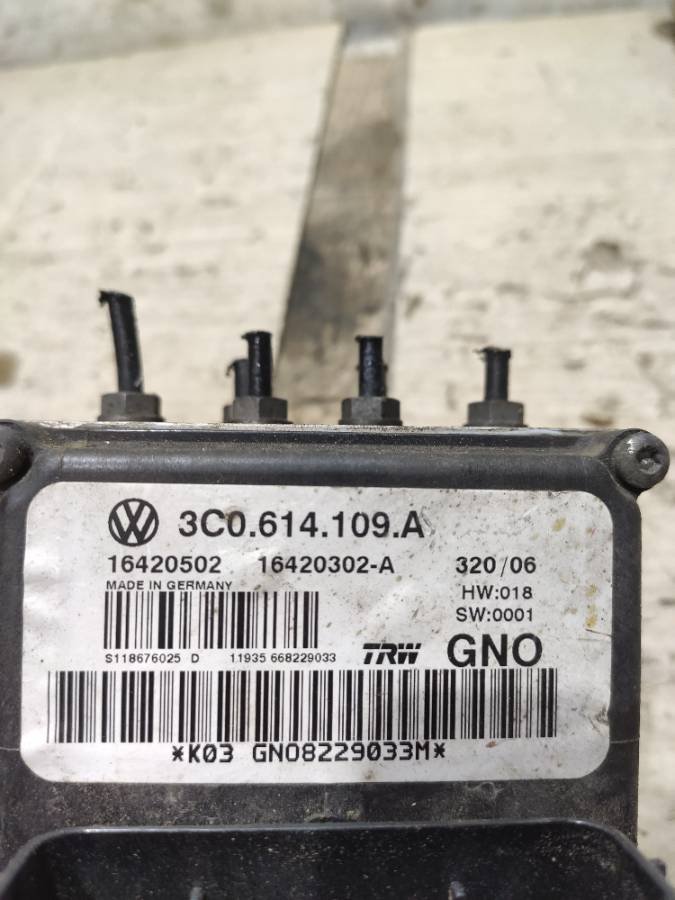 3C0.614.109.A
16420502 16420302-A 320/06
MADE IN GERMANY
HW:018
SW:0001
S118676025 D 11935 668229033 TRW GNO
*K03 GNO8229033M*